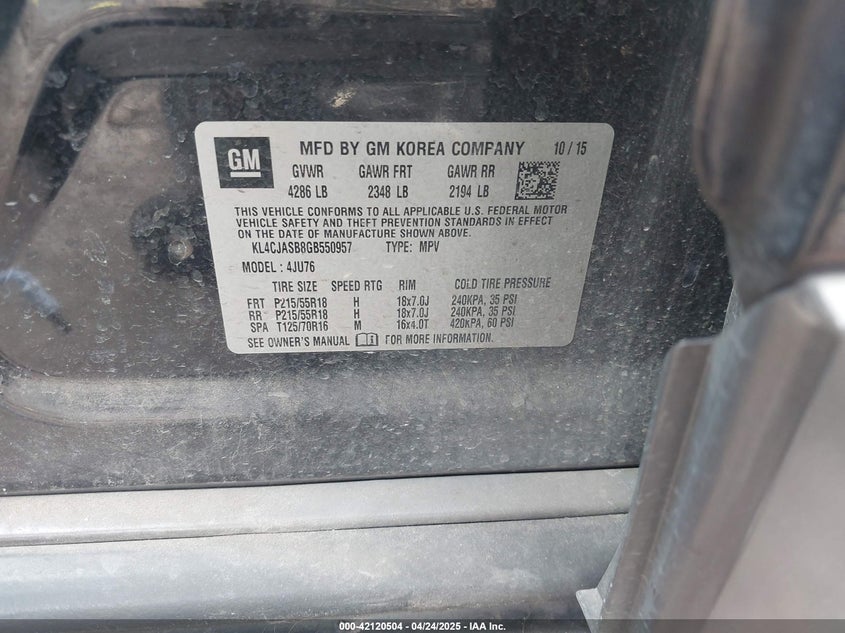 GM
MFD BY GM KOREA COMPANY 10 / 15
GVWR GAWR FRT GAWR RR
4286 LB 2348 LB 2194 LB
THIS VEHICLE CONFORMS TO ALL APPLICABLE U.S. FEDERAL MOTOR
VEHICLE SAFETY AND THEFT PREVENTION STANDARDS IN EFFECT
ON THE DATE OF MANUFACTURE SHOWN ABOVE.
KL4CJASB8GB550957 TYPE: MPV
MODEL: 4JU76
TIRE SIZE SPEED RTG RIM COLD TIRE PRESSURE
FRT P215/55R18 H 18x7.0J 240KPA, 35 PSI
RR P215/55R18 H 18x7.0J 240KPA, 35 PSI
SPA T125/70R16 M 16x4.0T 420KPA, 60 PSI
SEE OWNER'S MANUAL FOR MORE INFORMATION.
000-42120504 - 04/24/2025 - IAA Inc.